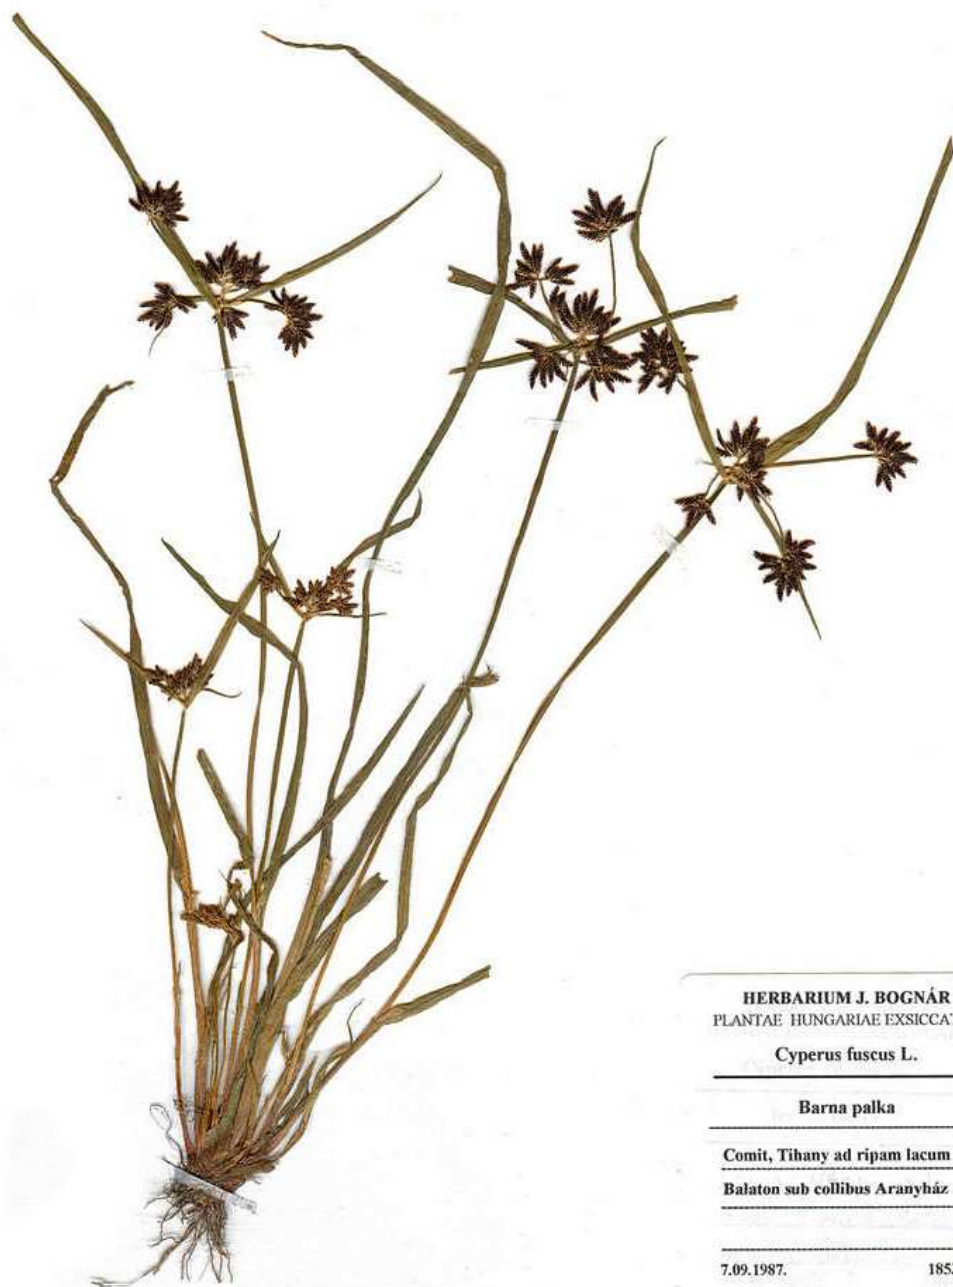 HERBARIUM J. BOGNÁR
PLANTAE HUNGARIAE EXSICCAT
Cyperus fuscus L.
Barna palka
Comit, Tihany ad ripam lacum
Balaton sub collibus Aranyház
7.09.1987. 185